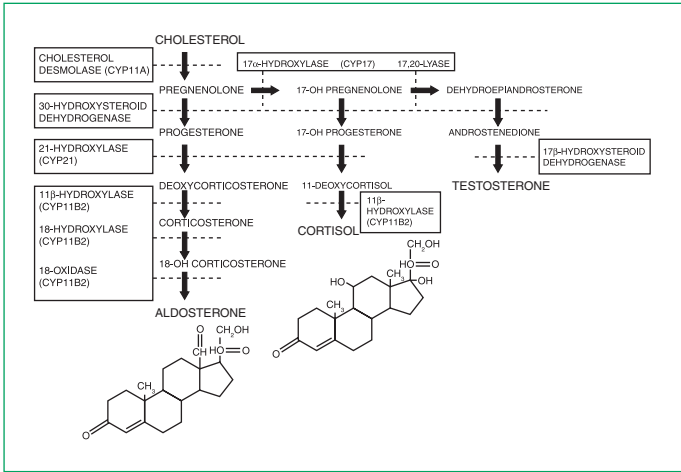 CHOLESTEROL
CHOLESTEROL
DESMOLASE (CYP11A)
17α-HYDROXYLASE (CYP17) 17,20-LYASE
PREGNENOLONE
17-OH PREGNENOLONE
DEHYDROEPIANDROSTERONE
30-HYDROXYSTEROID
DEHYDROGENASE
PROGESTERONE
17-OH PROGESTERONE
ANDROSTENEDIONE
21-HYDROXYLASE
(CYP21)
17β-HYDROXYSTEROID
DEHYDROGENASE
DEOXYCORTICOSTERONE
11-DEOXYCORTISOL
TESTOSTERONE
11β-HYDROXYLASE
(CYP11B2)
11β-
HYDROXYLASE
(CYP11B2)
CORTICOSTERONE
CORTISOL
18-HYDROXYLASE
(CYP11B2)
18-OH CORTICOSTERONE
18-OXIDASE
(CYP11B2)
ALDOSTERONE
CH2OH
HO=O
CH3
OH
HO
CH3
O
O
CH2OH
CH
HO=O
CH3
O